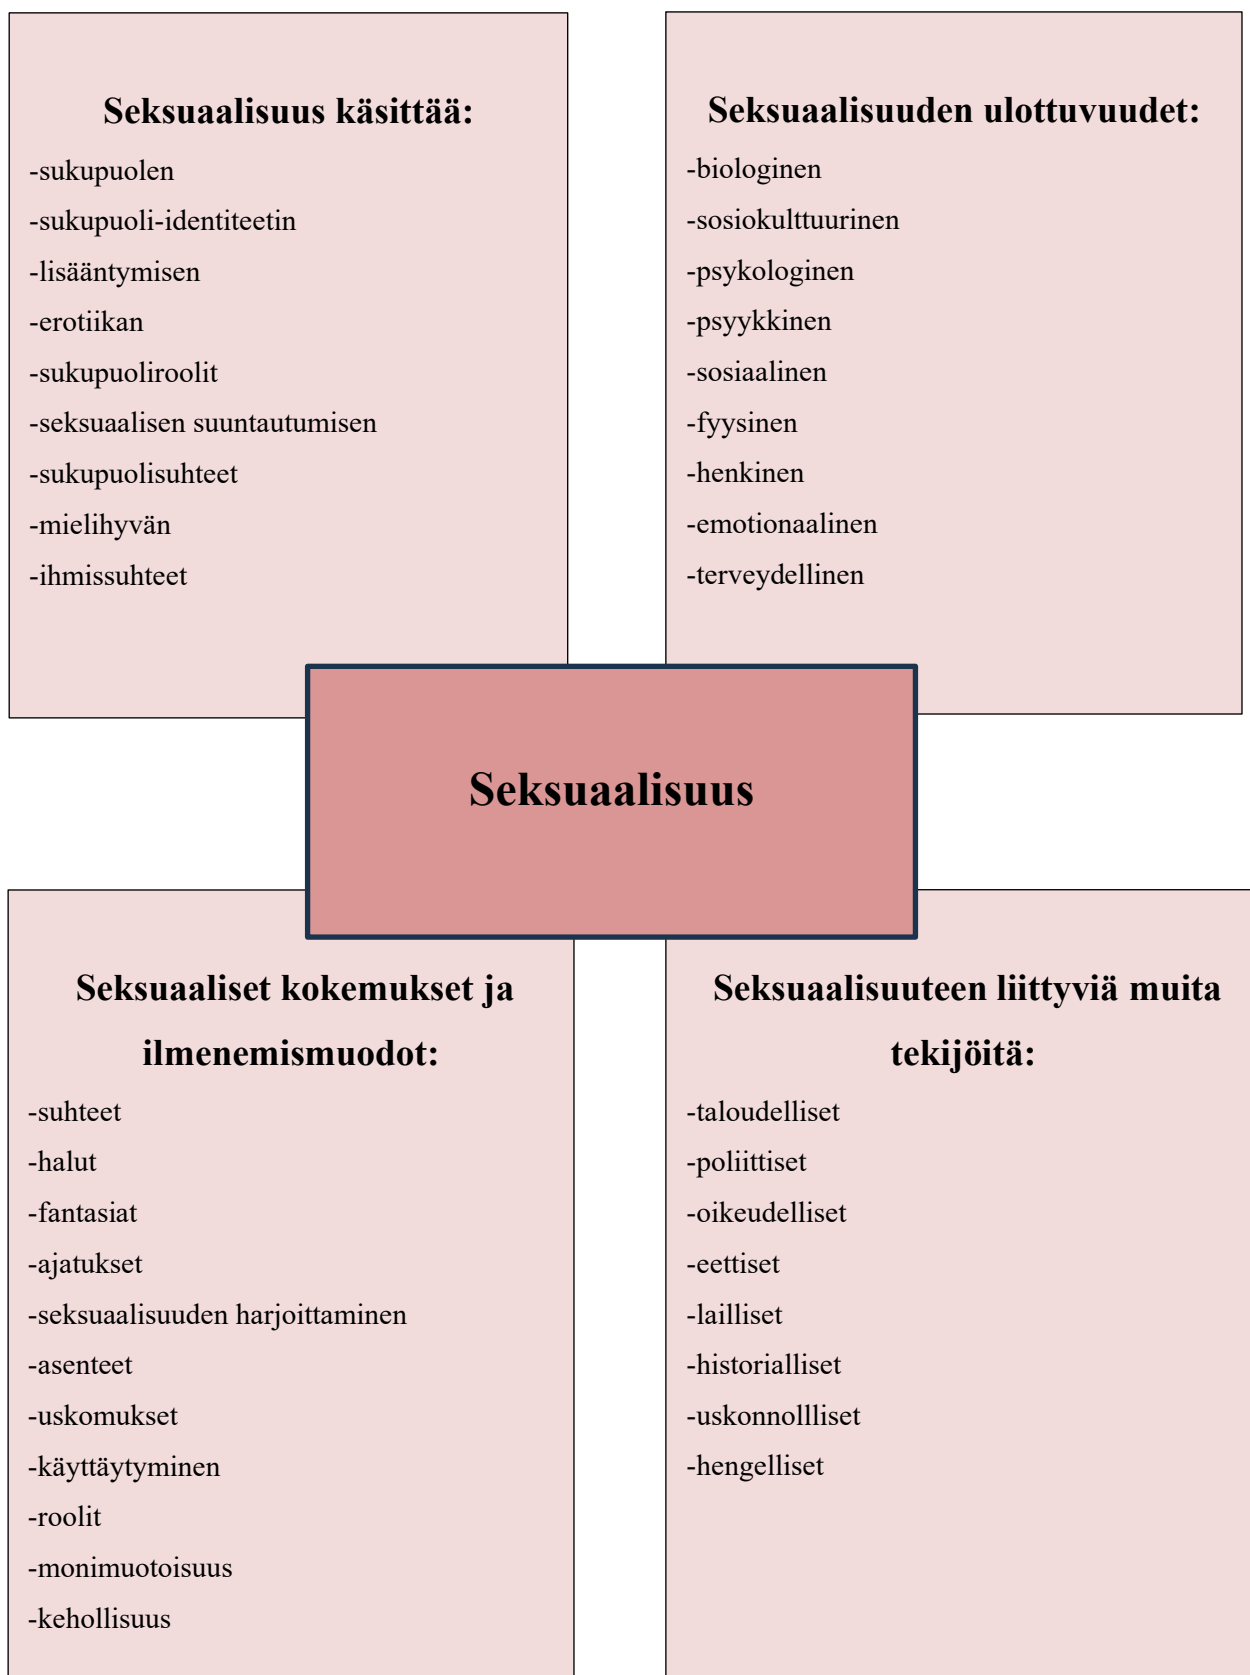 Seksuaalisuus käsittää:
-sukupuolen
-sukupuoli-identiteetin
-lisääntymisen
-erotiikan
-sukupuoliroolit
-seksuaalisen suuntautumisen
-sukupuolisuhteet
-mielihyvän
-ihmissuhteet
Seksuaalisuuden ulottuvuudet:
-biologinen
-sosiokulttuurinen
-psykologinen
-psyykkinen
-sosiaalinen
-fyysinen
-henkinen
-emotionaalinen
-terveydellinen
Seksuaalisuus
Seksuaaliset kokemukset ja
ilmenemismuodot:
-suhteet
-halut
-fantasiat
-ajatukset
-seksuaalisuuden harjoittaminen
-asenteet
-uskomukset
-käyttäytyminen
-roolit
-monimuotoisuus
-kehollisuus
Seksuaalisuuteen liittyviä muita
tekijöitä:
-taloudelliset
-poliittiset
-oikeudelliset
-eettiset
-lailliset
-historialliset
-uskonnollliset
-hengelliset